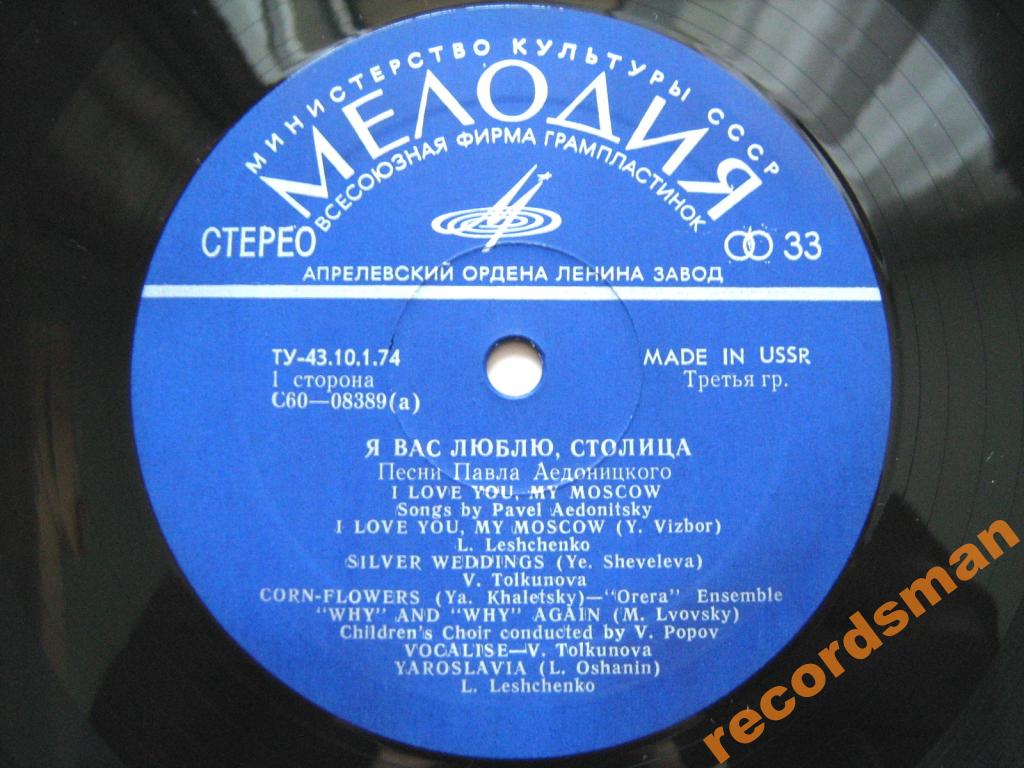 МИНИСТЕРСТВО КУЛЬТУРЫ СССР
МЕЛОДИЯ
ВСЕСОЮЗНАЯ ФИРМА ГРАМПЛАСТИНОК
СТЕРЕО
33
АПРЕЛЕВСКИЙ ОРДЕНА ЛЕНИНА ЗАВОД
ТУ-43.10.1.74
MADE IN USSR
1 сторона
Третья гр.
С60—08389(а)
Я ВАС ЛЮБЛЮ, СТОЛИЦА
Песни Павла Аедоницкого
I LOVE YOU, MY MOSCOW
Songs by Pavel Aedonitsky
I LOVE YOU, MY MOSCOW (Y. Vizbor)
L. Leshchenko
SILVER WEDDINGS (Ye. Sheveleva)
V. Tolkunova
CORN-FLOWERS (Ya. Khaletsky)—"Orera" Ensemble
"WHY" AND "WHY" AGAIN (M. Lvovsky)
Children's Choir conducted by V. Popov
VOCALISE—V. Tolkunova
YAROSLAVIA (L. Oshanin)
L. Leshchenko
recordsman